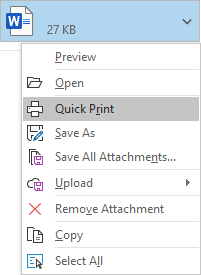 W
27 KB
Preview
Open
Quick Print
Save As
Save All Attachments...
Upload
Remove Attachment
Copy
Select All